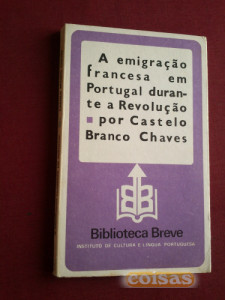 A emigração
francesa em
Portugal duran-
te a Revolução
por Castelo
Branco Chaves
Biblioteca Breve
INSTITUTO DE CULTURA E LÍNGUA PORTUGUESA
coisas